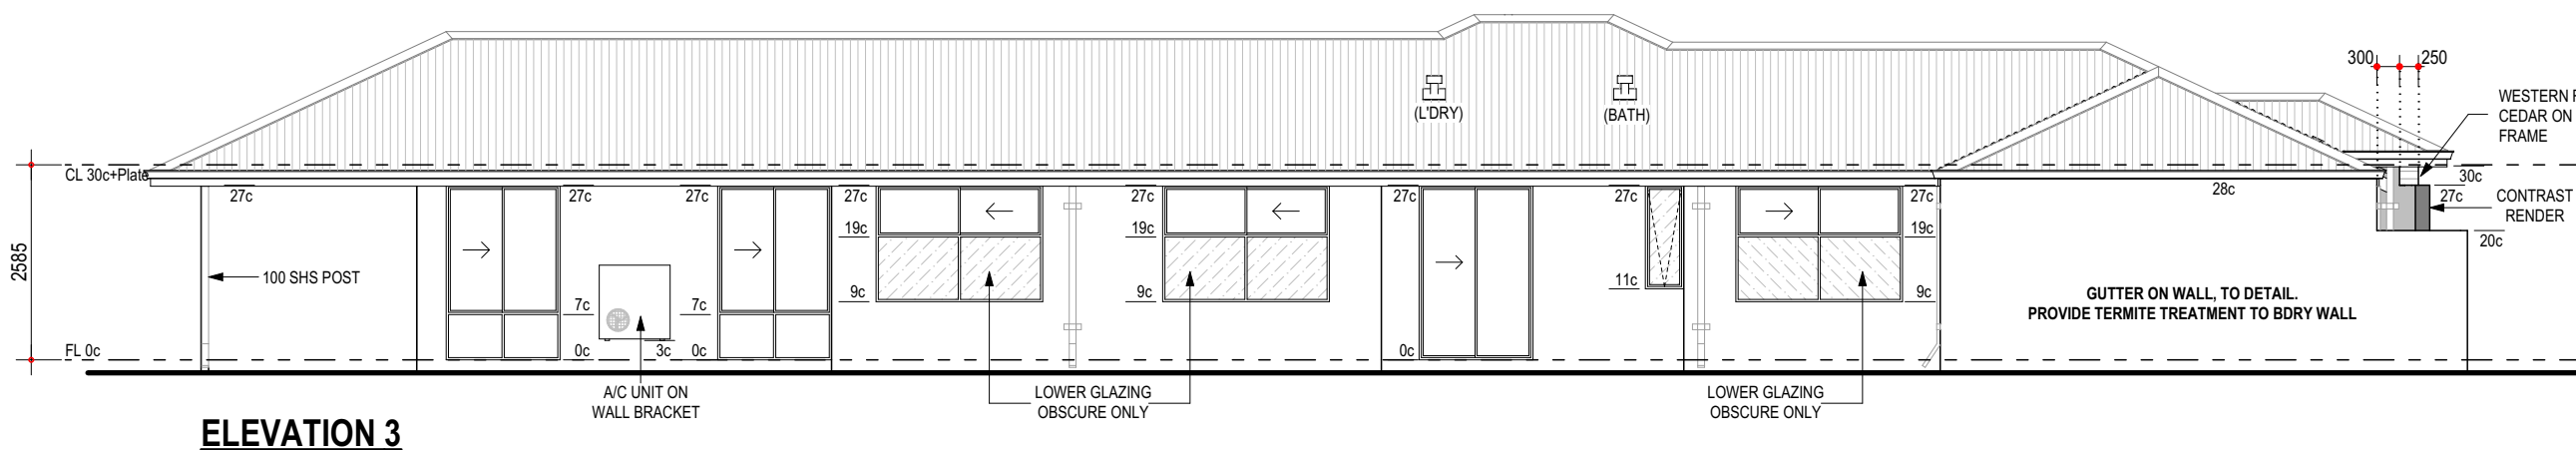 300
250
WESTERN
CEDAR ON
FRAME
(L'DRY)
(BATH)
CL 30c+Plate
2585
27c
27c
27c
27c
27c
27c
27c
27c
27c
28c
30c
27c
CONTRAST
RENDER
20c
19c
19c
19c
100 SHS POST
7c
7c
9c
9c
11c
9c
GUTTER ON WALL, TO DETAIL.
PROVIDE TERMITE TREATMENT TO BDRY WALL
FL 0c
0c
3c
0c
0c
A/C UNIT ON
WALL BRACKET
LOWER GLAZING
OBSCURE ONLY
LOWER GLAZING
OBSCURE ONLY
ELEVATION 3